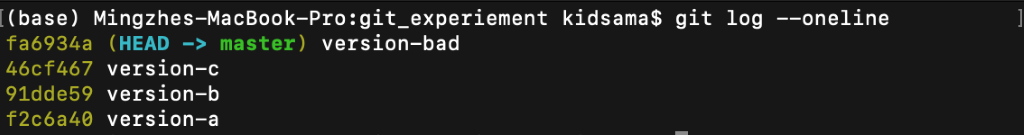 [(base) Mingzhes-MacBook-Pro:git_experiement kidsama$ git log --oneline ]
fa6934a (HEAD -> master) version-bad
46cf467 version-c
91dde59 version-b
f2c6a40 version-a